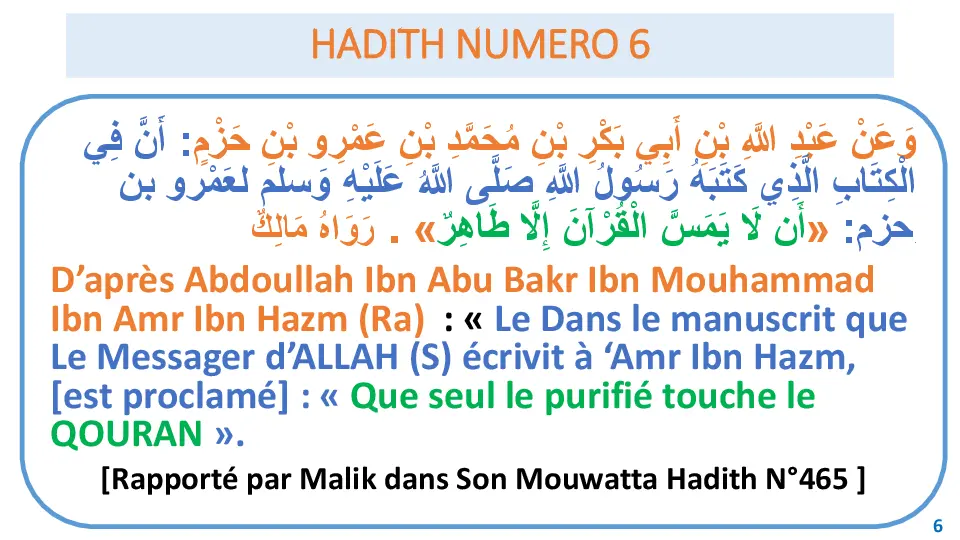 HADITH NUMERO 6
وَعَنْ عَبْدِ اللَّهِ بْنِ أَبِي بَكْرِ بْنِ مُحَمَّدِ بْنِ عَمْرِو بْنِ حَزْمٍ: أَنَّ فِي
الْكِتَابِ الَّذِي كَتَبَهُ رَسُولُ اللَّهِ صَلَّى اللَّهُ عَلَيْهِ وَسلم لعَمْرو بن
حزم: «أَن لَا يَمَسَّ الْقُرْآنَ إِلَّا طَاهِرٌ» . رَوَاهُ مَالِكٌ
D’après Abdoullah Ibn Abu Bakr Ibn Mouhammad
Ibn Amr Ibn Hazm (Ra) : « Le Dans le manuscrit que
Le Messager d’ALLAH (S) écrivit à ‘Amr Ibn Hazm,
[est proclamé] : « Que seul le purifié touche le
QOURAN ».
[Rapporté par Malik dans Son Mouwatta Hadith N°465 ]
6